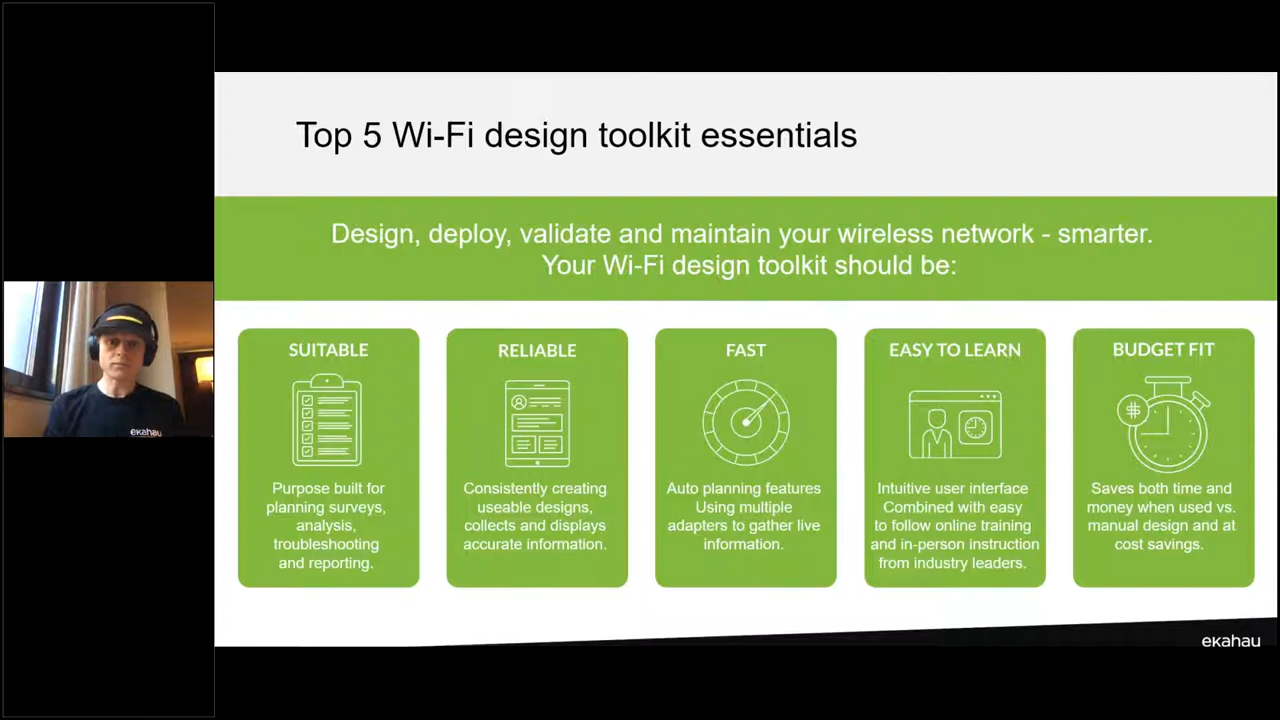 Top 5 Wi-Fi design toolkit essentials
Design, deploy, validate and maintain your wireless network - smarter.
Your Wi-Fi design toolkit should be:
SUITABLE
Purpose built for
planning surveys,
analysis,
troubleshooting
and reporting.
RELIABLE
Consistently creating
useable designs,
collects and displays
accurate information.
FAST
Auto planning features
Using multiple
adapters to gather live
information.
EASY TO LEARN
Intuitive user interface
Combined with easy
to follow online training
and in-person instruction
from industry leaders.
BUDGET FIT
Saves both time and
money when used vs.
manual design and at
cost savings.
ekahau
ekahau